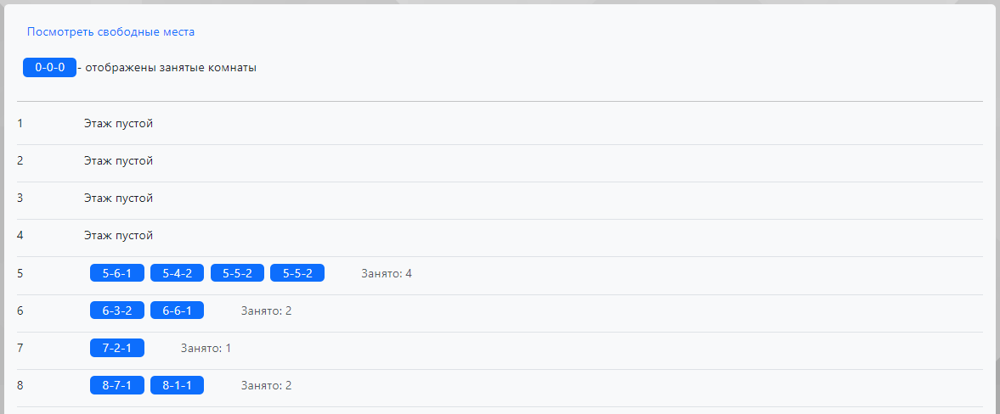 Посмотреть свободные места
0-0-0 - отображены занятые комнаты
1 Этаж пустой
2 Этаж пустой
3 Этаж пустой
4 Этаж пустой
5 5-6-1 5-4-2 5-5-2 5-5-2 Занято: 4
6 6-3-2 6-6-1 Занято: 2
7 7-2-1 Занято: 1
8 8-7-1 8-1-1 Занято: 2